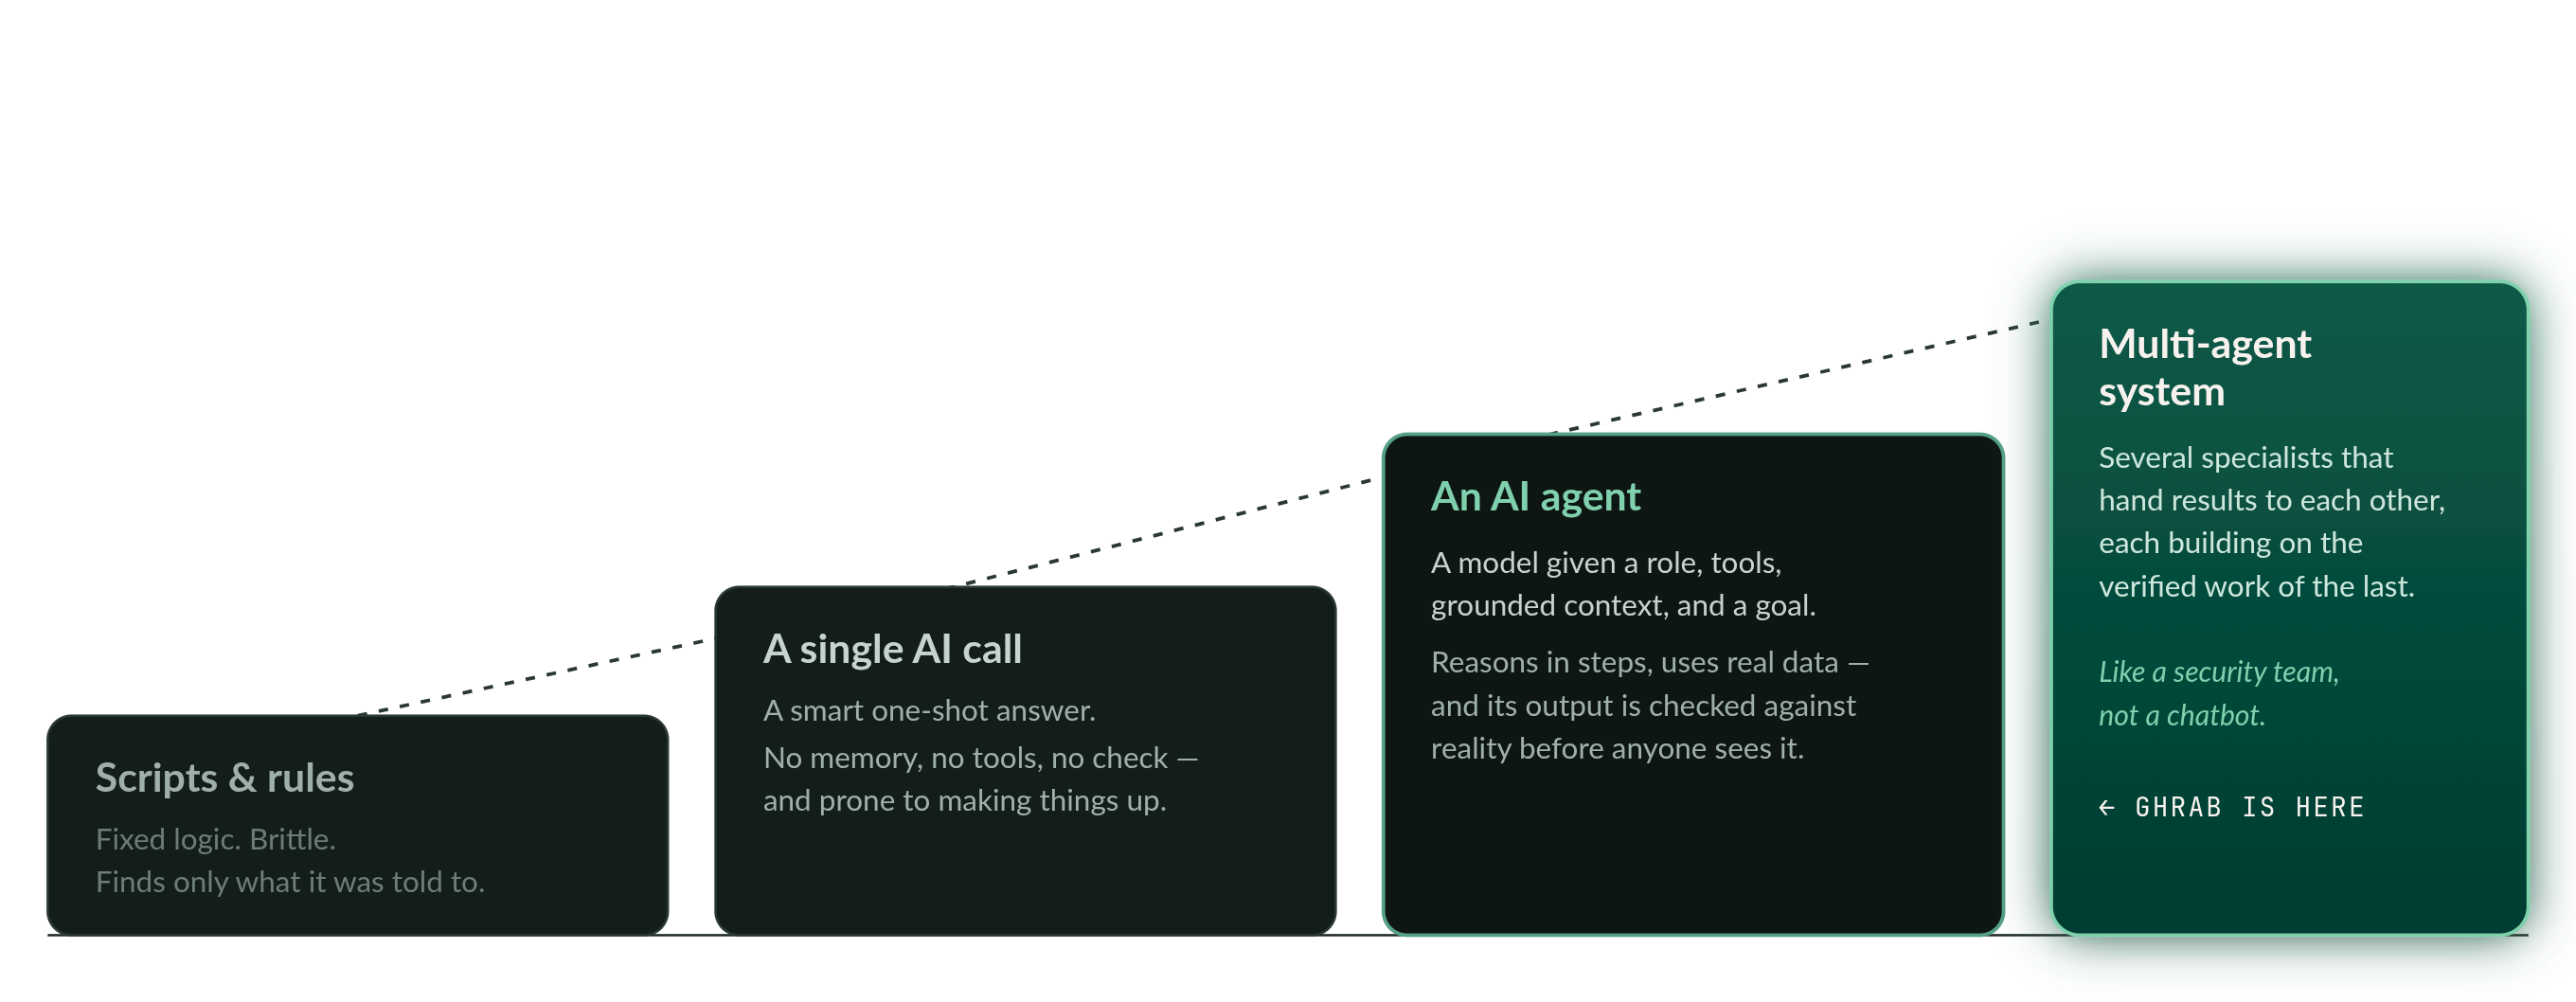 Scripts & rules
Fixed logic. Brittle.
Finds only what it was told to.
A single AI call
A smart one-shot answer.
No memory, no tools, no check —
and prone to making things up.
An AI agent
A model given a role, tools,
grounded context, and a goal.
Reasons in steps, uses real data —
and its output is checked against
reality before anyone sees it.
Multi-agent
system
Several specialists that
hand results to each other,
each building on the
verified work of the last.
Like a security team,
not a chatbot.
← GHRAB IS HERE